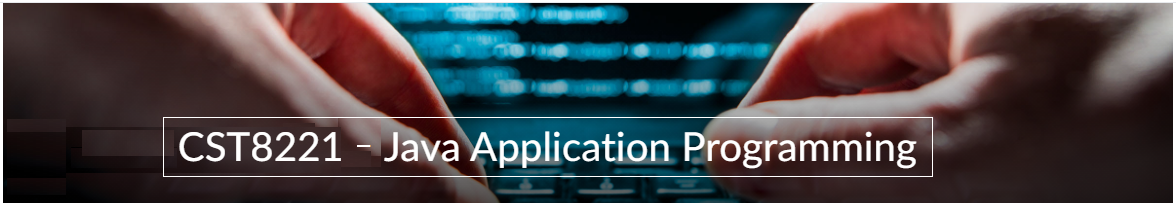 CST8221 – Java Application Programming